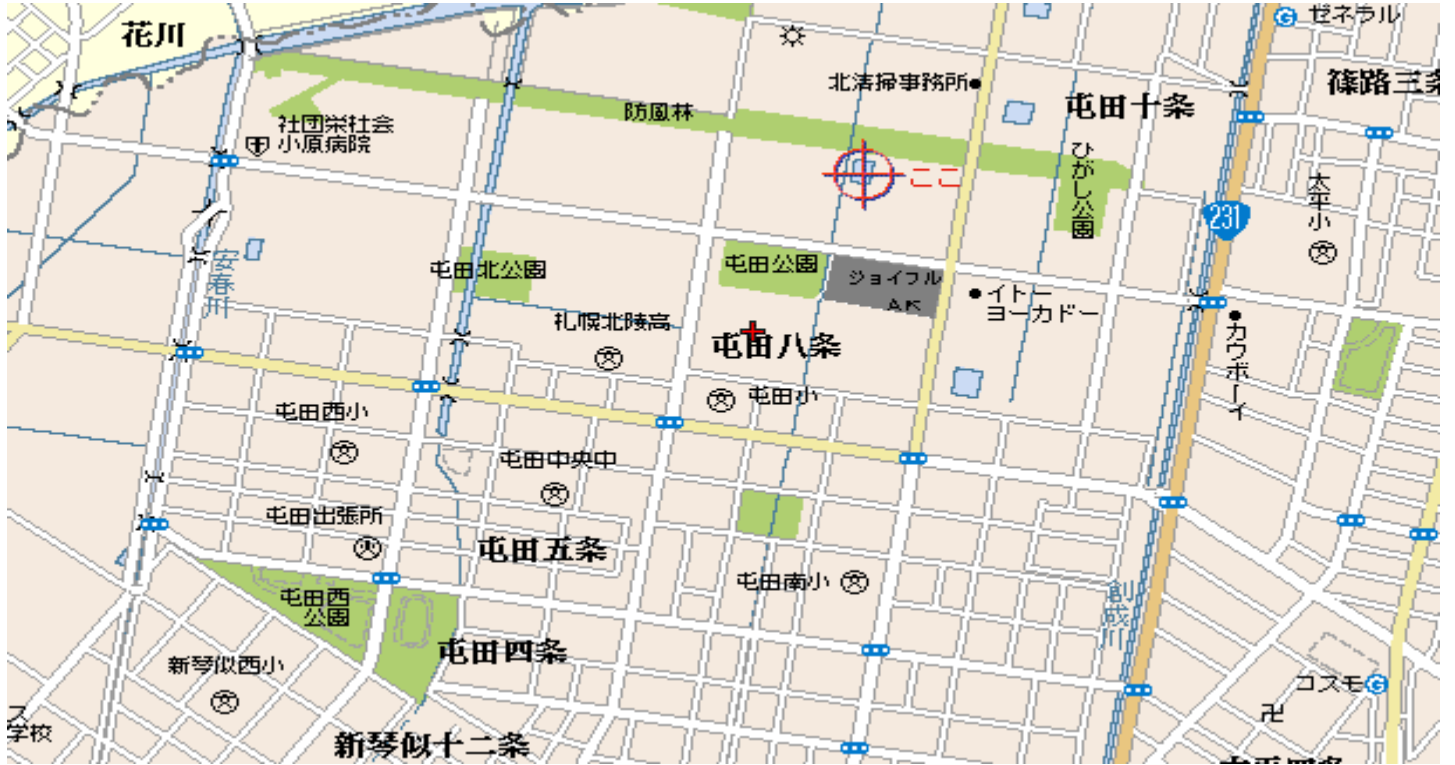 花川
ゼネラル
北清掃事務所
篠路三条
屯田十条
防風林
社団栄社会
小原病院
ひがし公園
ここ
太平小
231
安春川
屯田北公園
屯田公園
ジョイフル
AK
イトー
ヨーカドー
札幌北陵高
屯田八条
カウボーイ
屯田小
屯田西小
屯田中央中
屯田出張所
屯田五条
屯田南小
創成川
屯田西
公園
屯田四条
新琴似西小
コスモ
ス
学校
新琴似十二条